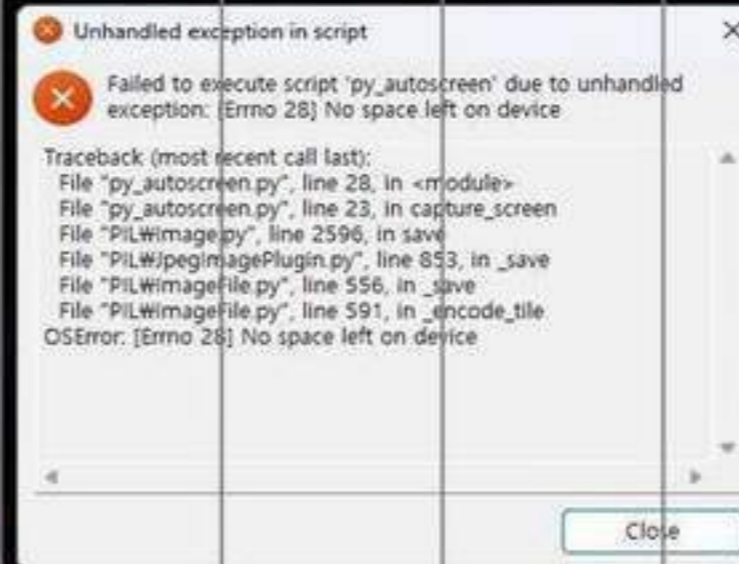 Unhandled exception in script
Failed to execute script 'py_autoscreen' due to unhandled
exception: [Errno 28] No space left on device
Traceback (most recent call last):
File "py_autoscreen.py", line 28, in <module>
File "py_autoscreen.py", line 23, in capture_screen
File "PIL₩Image.py", line 2596, in save
File "PIL₩JpegImagePlugin.py", line 853, in _save
File "PIL₩ImageFile.py", line 556, in _save
File "PIL₩ImageFile.py", line 591, in _encode_tile
OSError: [Errno 28] No space left on device
Close